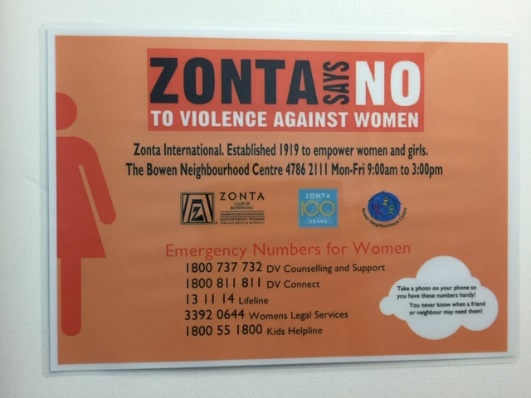 ZONTA SAYS NO
TO VIOLENCE AGAINST WOMEN
Zonta International. Established 1919 to empower women and girls.
The Bowen Neighbourhood Centre 4786 2111 Mon-Fri 9:00am to 3:00pm
ZONTA
CLUB OF
ZONTA
100
YEARS
Emergency Numbers for Women
1800 737 732 DV Counselling and Support
1800 811 811 DV Connect
13 11 14 Lifeline
3392 0644 Womens Legal Services
1800 55 1800 Kids Helpline
Take a photo on your phone so
you have these numbers handy!
You never know when a friend
or neighbour may need them!